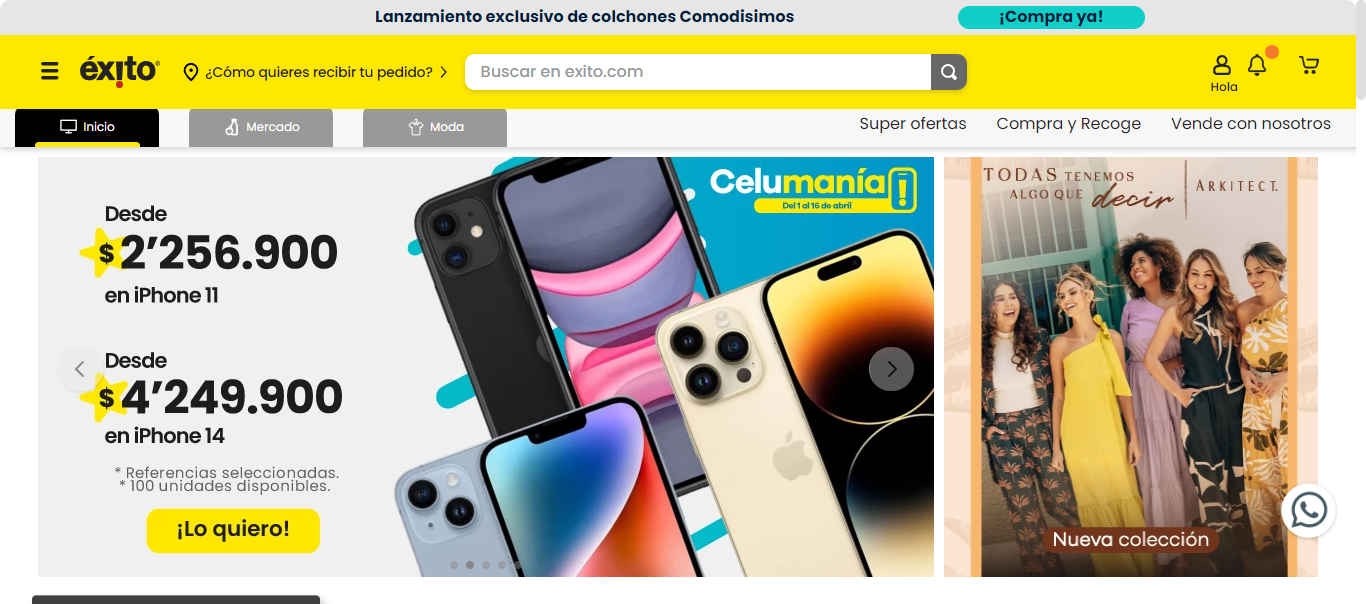 Lanzamiento exclusivo de colchones Comodisimos
¡Compra ya!
éxito
¿Cómo quieres recibir tu pedido?
Buscar en exito.com
Hola
Inicio
Mercado
Moda
Super ofertas
Compra y Recoge
Vende con nosotros
Desde
$2’256.900
en iPhone 11
Desde
$4’249.900
en iPhone 14
* Referencias seleccionadas.
* 100 unidades disponibles.
¡Lo quiero!
Celumanía
Del 1 al 16 de abril
TODAS TENEMOS
ALGO QUE decir
ARKITECT.
Nueva colección